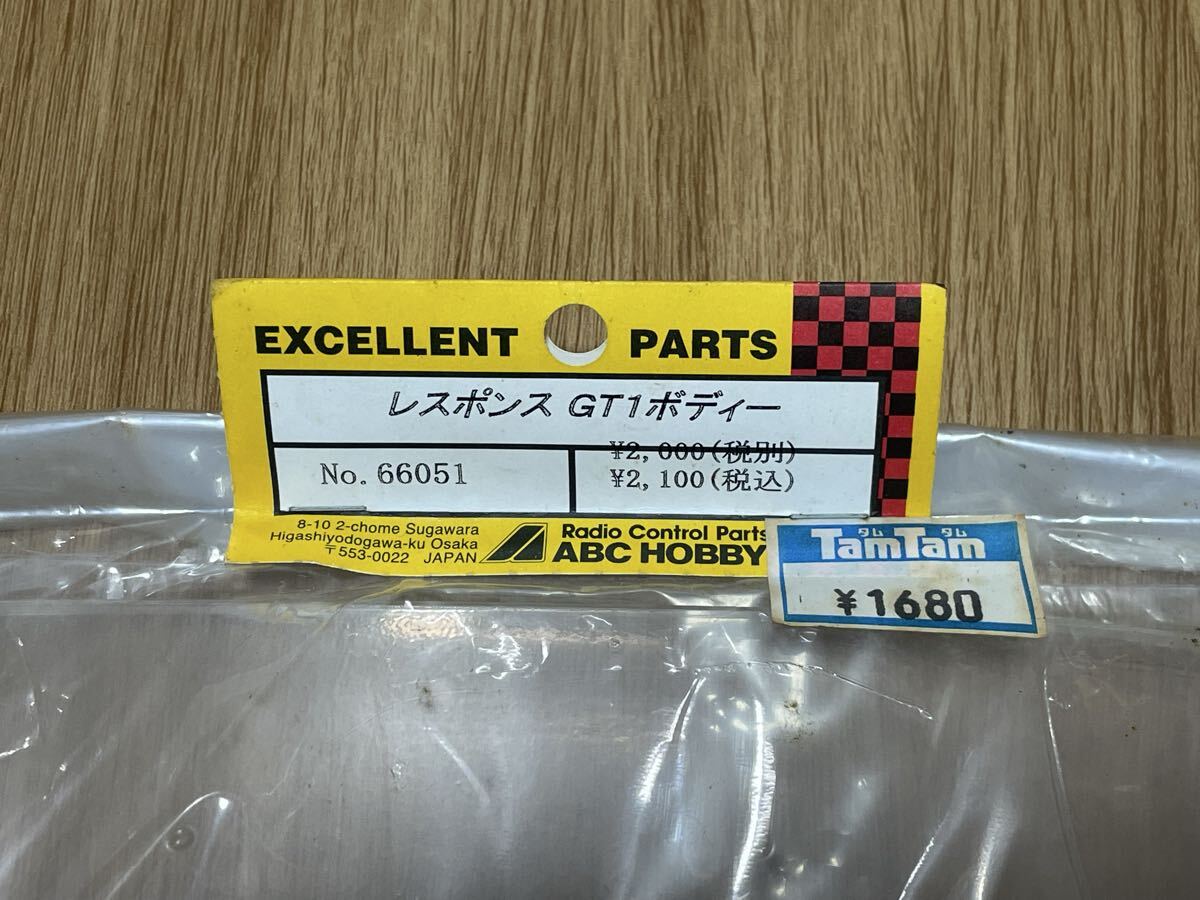 EXCELLENT PARTS
レスポンス GT1ボディー
No. 66051
¥2,000(税別)
¥2,100(税込)
8-10 2-chome Sugawara
Higashiyodogawa-ku Osaka
〒553-0022 JAPAN
Radio Control Parts
ABC HOBBY
タム タム
TamTam
¥1680